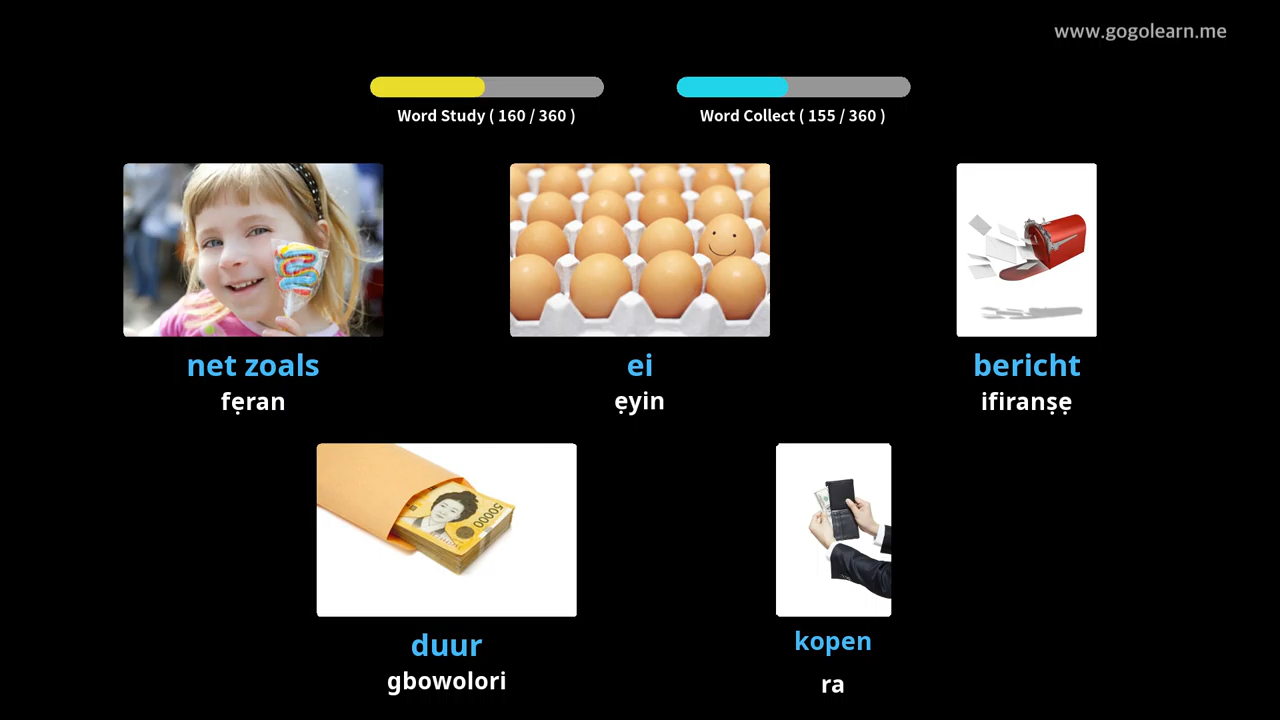 www.gogolearn.me
Word Study ( 160 / 360 )
Word Collect ( 155 / 360 )
net zoals
fẹran
ei
ẹyin
bericht
ifiranṣẹ
50000
duur
gbowolori
kopen
ra